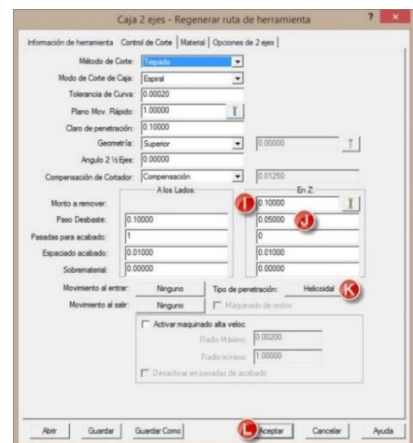 Caja 2 ejes - Regenerar ruta de herramienta ? x
Información de herramienta Control de Corte Material Opciones de 2 ejes
Método de Corte: Trepado
Modo de Corte de Caja: Espiral
Tolerancia de Curva: 0.00020
Plano Mov. Rápido: 1.00000
Claro de penetración: 0.10000
Geometría: Superior 0.00000
Angulo 2 ½ Ejes: 0.00000
Compensación de Cortador: Compensación 0.01250
A los Lados: En Z:
Monto a remover: I 0.10000
Paso Desbaste: 0.10000 0.05000 J
Pasadas para acabado: 1 0
Espaciado acabado: 0.01000 0.01000
Sobrematerial: 0.00000 0.00000
Movimiento al entrar: Ninguno Tipo de penetración: Helicoidal K
Movimiento al salir: Ninguno Máquinado de restos
Activar maquinado alta veloc
Radio Máximo: 0.00200
Radio mínimo: 1.00000
Desactivar en pasadas de acabado
Abrir Guardar Guardar Como L Aceptar Cancelar Ayuda